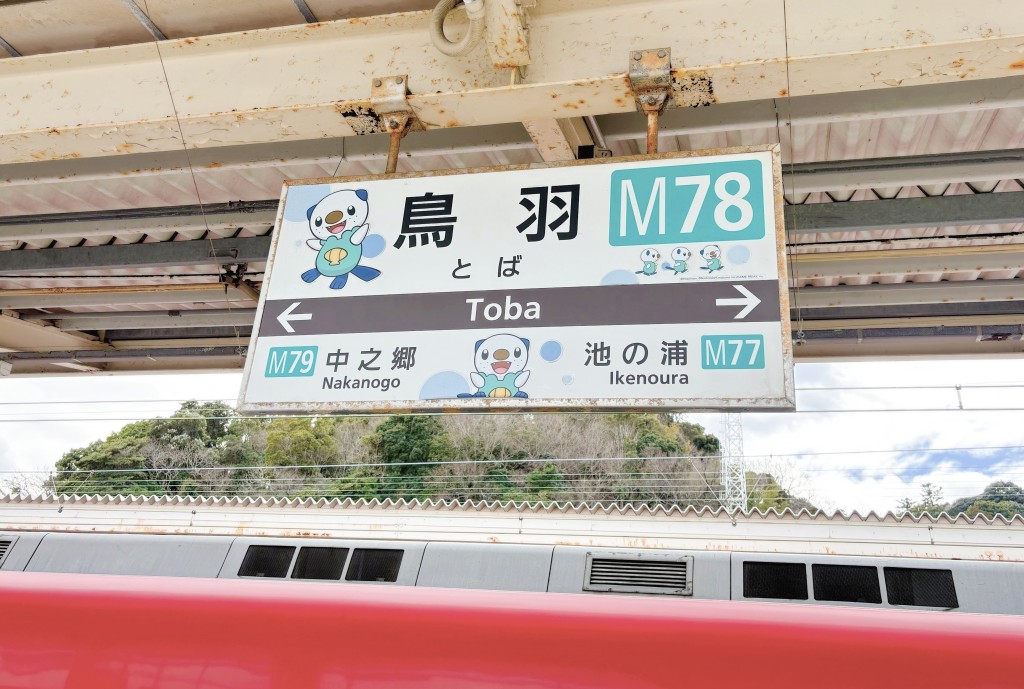 鳥羽
M78
とば
Toba
M79 中之郷
Nakanogo
池の浦 M77
Ikenoura